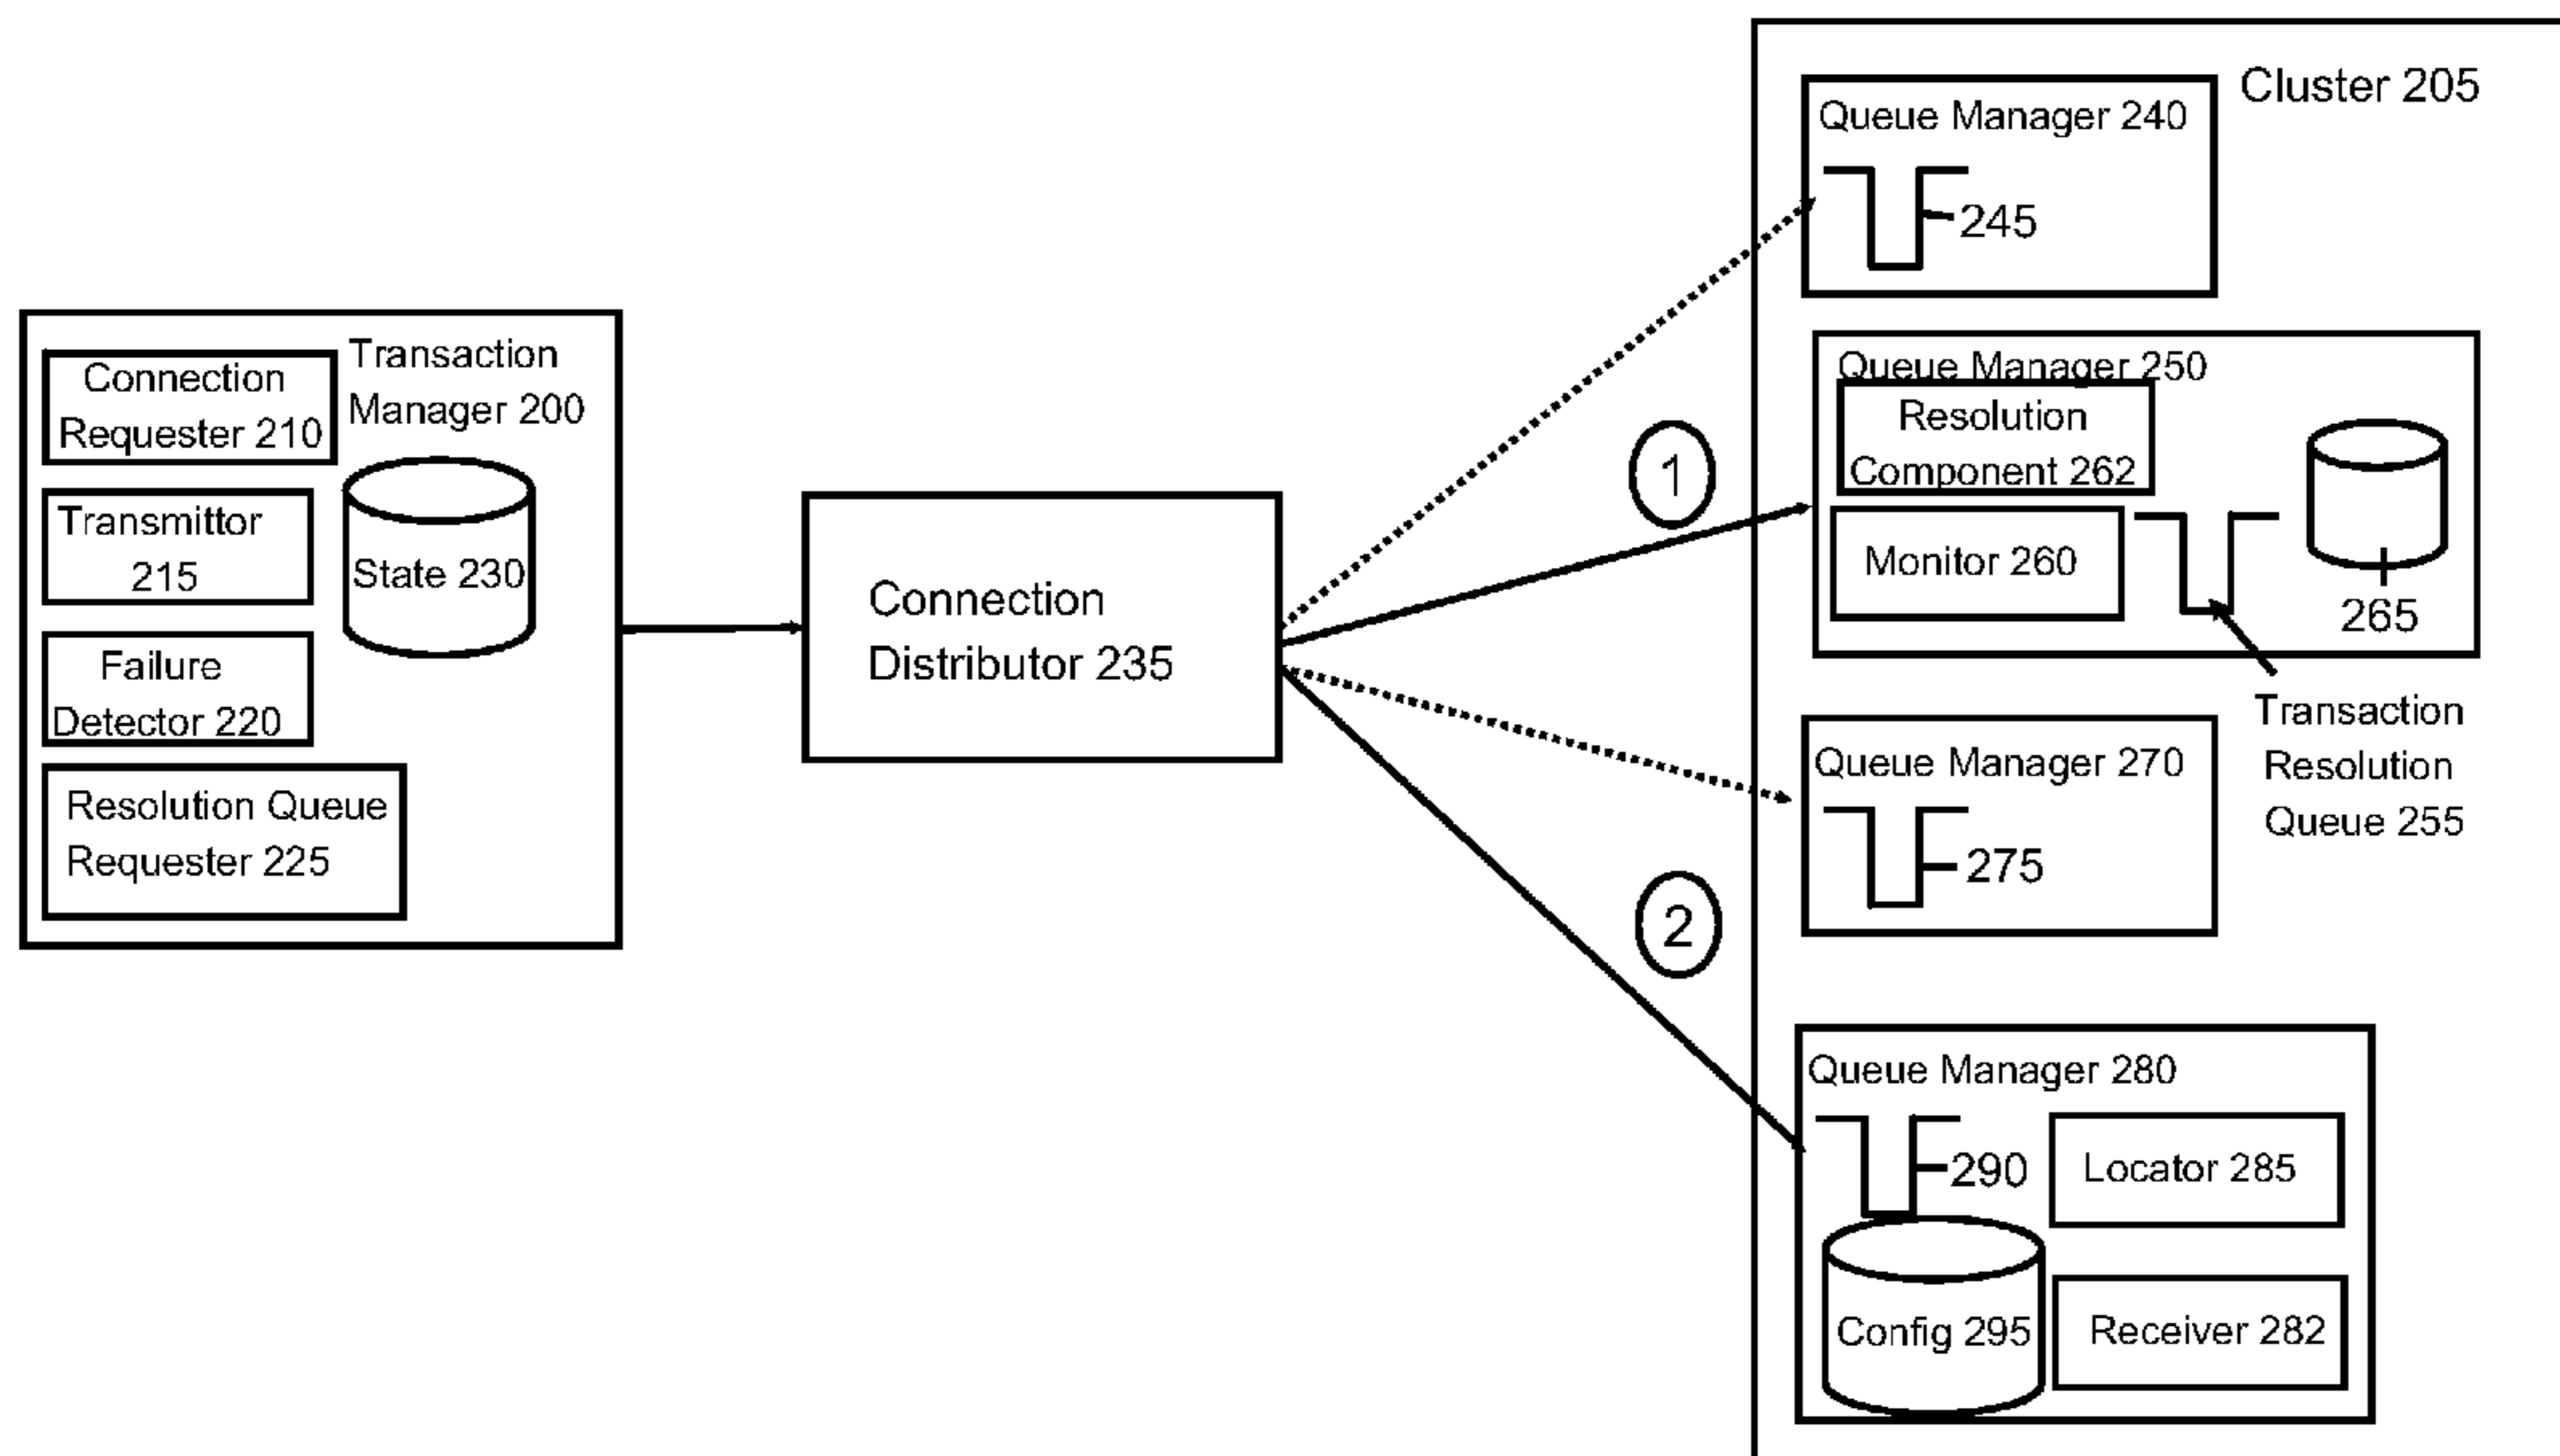 Connection
Requester 210
Transaction
Manager 200
Transmittor
215
State 230
Failure
Detector 220
Resolution Queue
Requester 225
Connection
Distributor 235
1
2
Cluster 205
Queue Manager 240
245
Queue Manager 250
Resolution
Component 262
Monitor 260
265
Transaction
Resolution
Queue 255
Queue Manager 270
275
Queue Manager 280
290
Locator 285
Config 295
Receiver 282